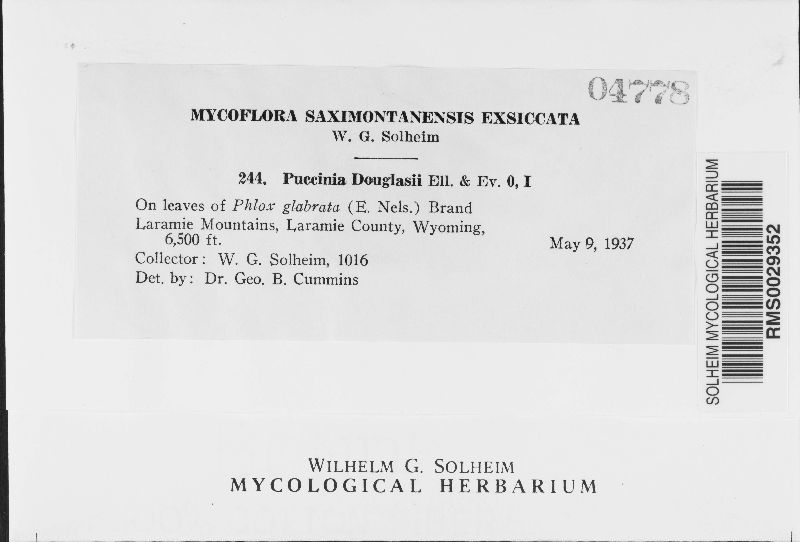 04778
MYCOFLORA SAXIMONTANENSIS EXSICCATA
W. G. Solheim
244. Puccinia Douglasii Ell. & Ev. 0, I
On leaves of Phlox glabrata (E. Nels.) Brand
Laramie Mountains, Laramie County, Wyoming,
6,500 ft. May 9, 1937
Collector: W. G. Solheim, 1016
Det. by: Dr. Geo. B. Cummins
SOLHEIM MYCOLOGICAL HERBARIUM
RMS0029352
WILHELM G. SOLHEIM
MYCOLOGICAL HERBARIUM